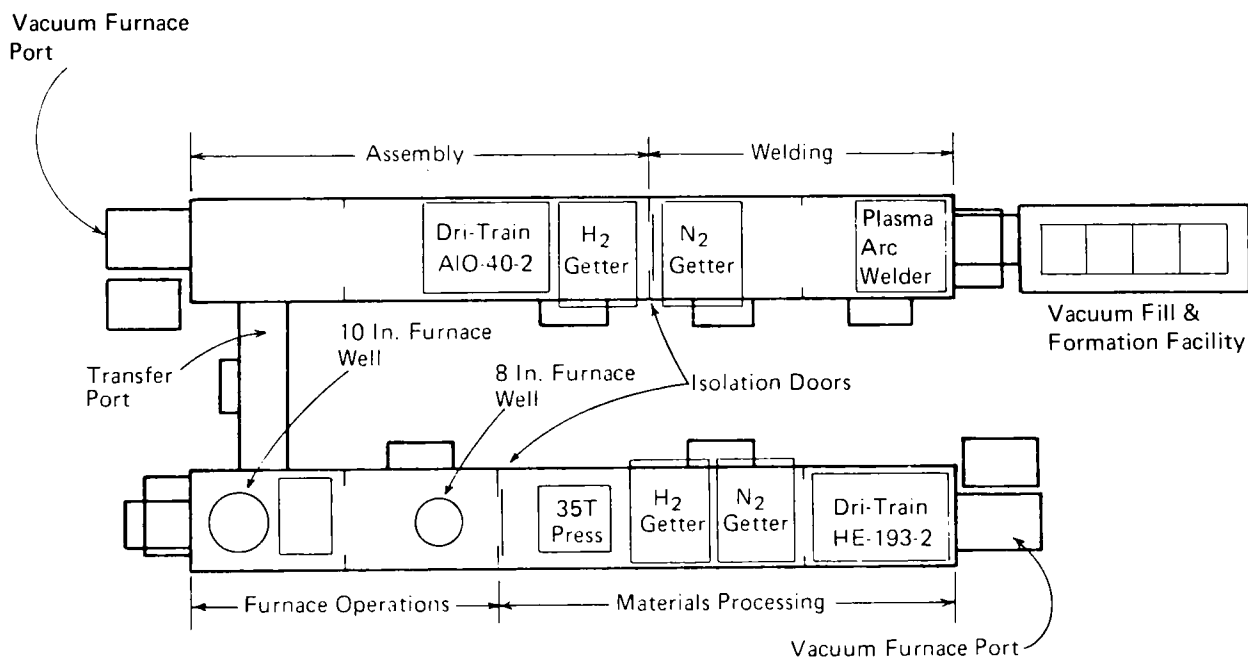 Vacuum Furnace
Port
Assembly
Welding
Dri-Train
AIO-40-2
H2
Getter
N2
Getter
Plasma
Arc
Welder
Vacuum Fill &
Formation Facility
Transfer
Port
10 In. Furnace
Well
8 In. Furnace
Well
Isolation Doors
35T
Press
H2
Getter
N2
Getter
Dri-Train
HE-193-2
Furnace Operations
Materials Processing
Vacuum Furnace Port